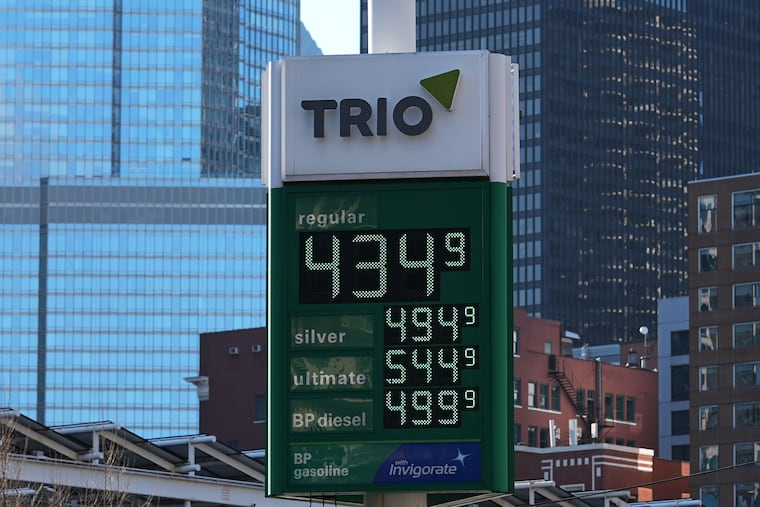 TRIO
regular
434 9
silver 494 9
ultimate 544 9
BP diesel 499 9
BP
gasoline
with
Invigorate